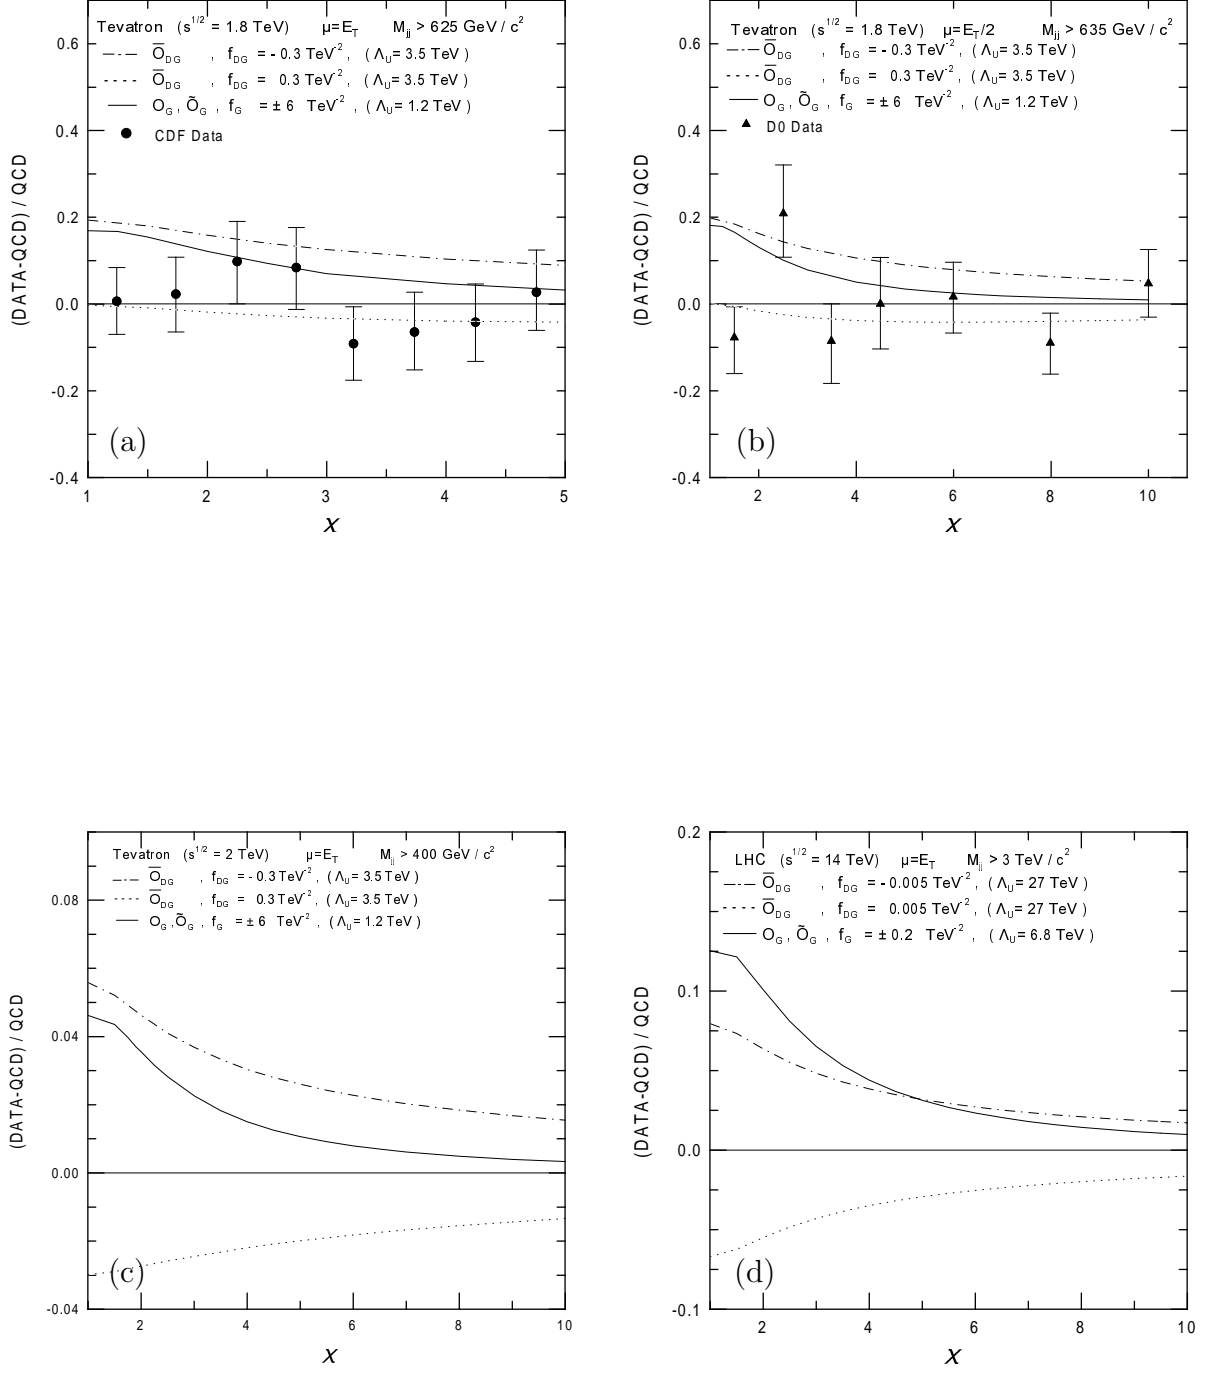 Tevatron (s^1/2 = 1.8 TeV) μ=E_T M_jj > 625 GeV / c^2
O̅_DG , f_DG = - 0.3 TeV^-2 , ( Λ_U = 3.5 TeV )
O̅_DG , f_DG = 0.3 TeV^-2 , ( Λ_U = 3.5 TeV )
O_G , Õ_G , f_G = ± 6 TeV^-2 , ( Λ_U = 1.2 TeV )
CDF Data
(DATA-QCD) / QCD
0.6
0.4
0.2
0.0
-0.2
-0.4
(a)
1 2 3 4 5
χ
Tevatron (s^1/2 = 1.8 TeV) μ=E_T/2 M_jj > 635 GeV / c^2
O̅_DG , f_DG = - 0.3 TeV^-2 , ( Λ_U = 3.5 TeV )
O̅_DG , f_DG = 0.3 TeV^-2 , ( Λ_U = 3.5 TeV )
O_G , Õ_G , f_G = ± 6 TeV^-2 , ( Λ_U = 1.2 TeV )
D0 Data
(DATA-QCD) / QCD
0.6
0.4
0.2
0.0
-0.2
-0.4
(b)
2 4 6 8 10
χ
Tevatron (s^1/2 = 2 TeV) μ=E_T M_jj > 400 GeV / c^2
O̅_DG , f_DG = - 0.3 TeV^-2 , ( Λ_U = 3.5 TeV )
O̅_DG , f_DG = 0.3 TeV^-2 , ( Λ_U = 3.5 TeV )
O_G , Õ_G , f_G = ± 6 TeV^-2 , ( Λ_U = 1.2 TeV )
(DATA-QCD) / QCD
0.08
0.04
0.00
-0.04
(c)
2 4 6 8 10
χ
LHC (s^1/2 = 14 TeV) μ=E_T M_jj > 3 TeV / c^2
O̅_DG , f_DG = - 0.005 TeV^-2 , ( Λ_U = 27 TeV )
O̅_DG , f_DG = 0.005 TeV^-2 , ( Λ_U = 27 TeV )
O_G , Õ_G , f_G = ± 0.2 TeV^-2 , ( Λ_U = 6.8 TeV )
(DATA-QCD) / QCD
0.2
0.1
0.0
-0.1
(d)
2 4 6 8 10
χ